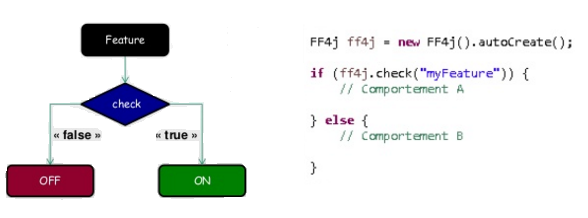 Feature
check
« false »
« true »
OFF
ON
FF4j ff4j = new FF4j().autoCreate();
if (ff4j.check("myFeature")) {
// Comportement A
} else {
// Comportement B
}